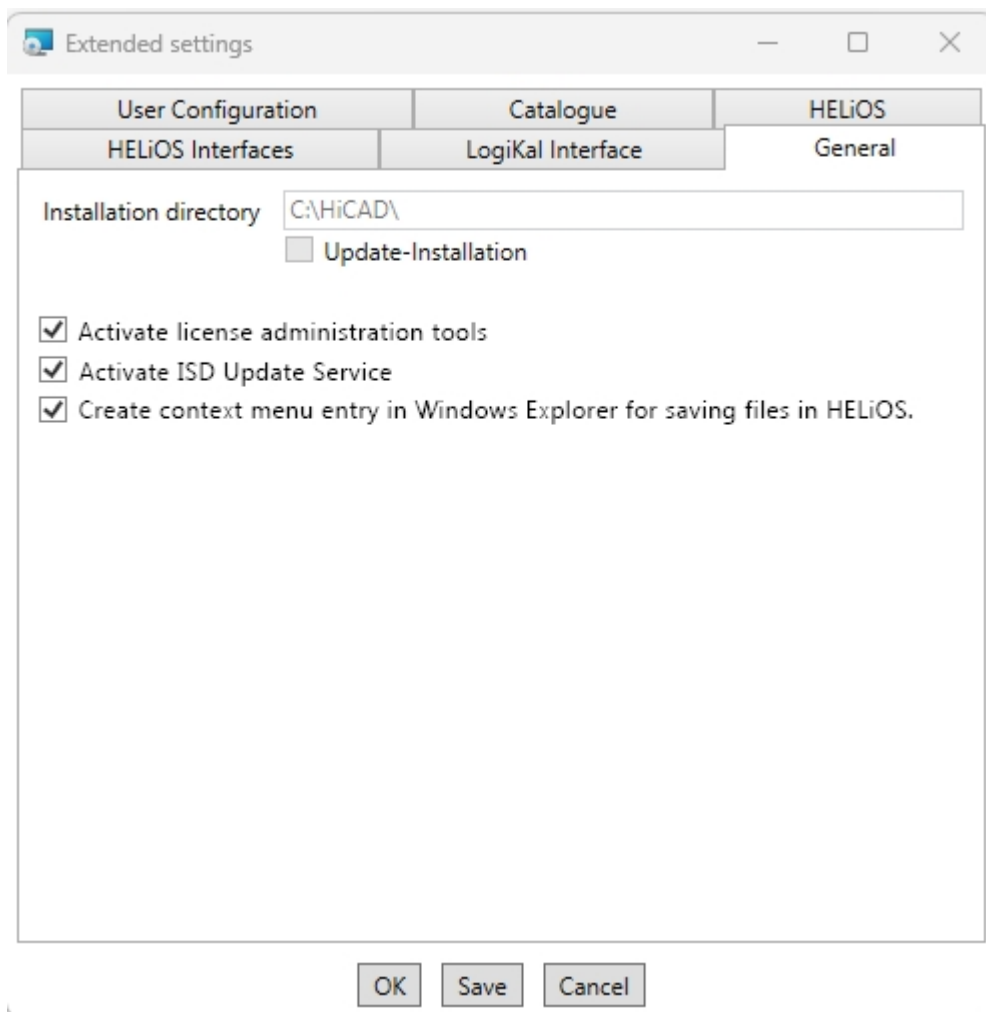 Extended settings
User Configuration Catalogue HELiOS
HELiOS Interfaces LogiKal Interface General
Installation directory C:\HiCAD\
Update-Installation
Activate license administration tools
Activate ISD Update Service
Create context menu entry in Windows Explorer for saving files in HELiOS.
OK Save Cancel